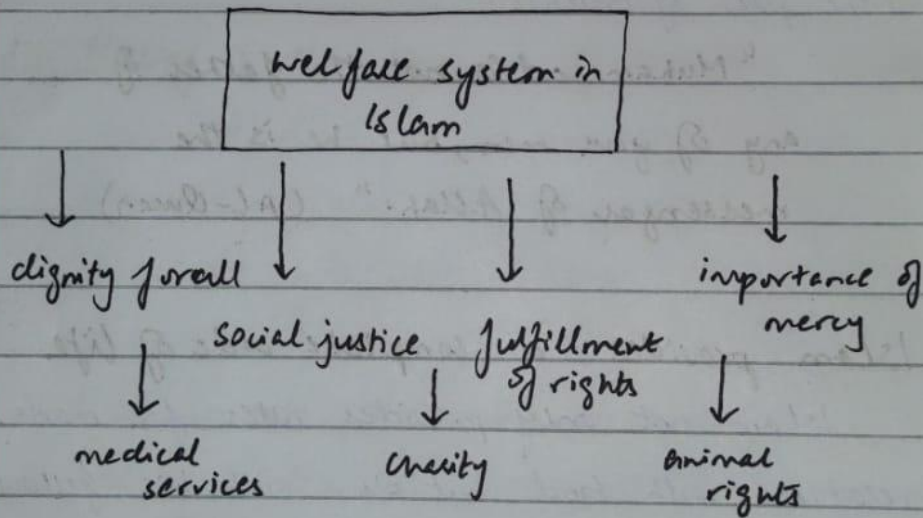 welfare system in
Islam
dignity for all
social justice
fulfillment
of rights
importance of
mercy
medical
services
charity
animal
rights